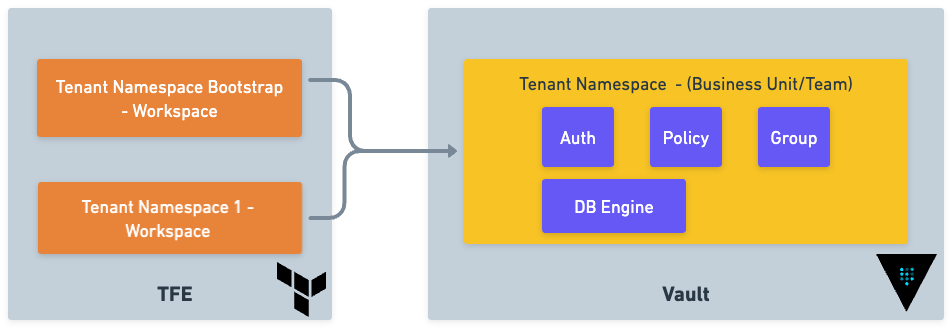 Tenant Namespace Bootstrap
- Workspace
Tenant Namespace 1 -
Workspace
TFE
Tenant Namespace - (Business Unit/Team)
Auth
Policy
Group
DB Engine
Vault